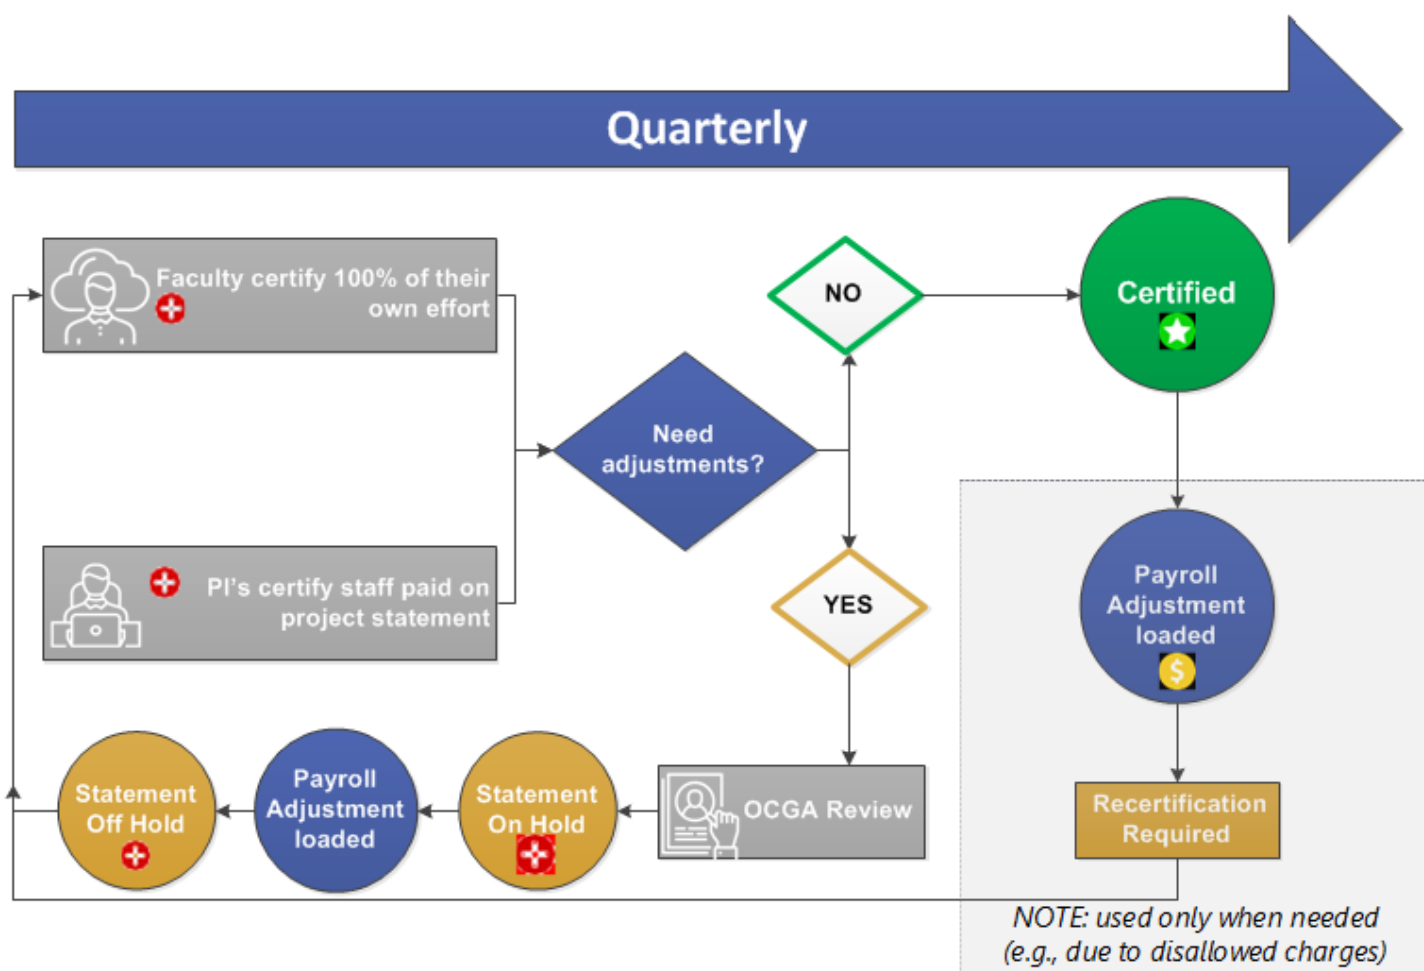 Quarterly
Faculty certify 100% of their
own effort
NO
Certified
Need
adjustments?
PI's certify staff paid on
project statement
YES
Payroll
Adjustment
loaded
$
Statement
Off Hold
Payroll
Adjustment
loaded
Statement
On Hold
OCGA Review
Recertification
Required
NOTE: used only when needed
(e.g., due to disallowed charges)